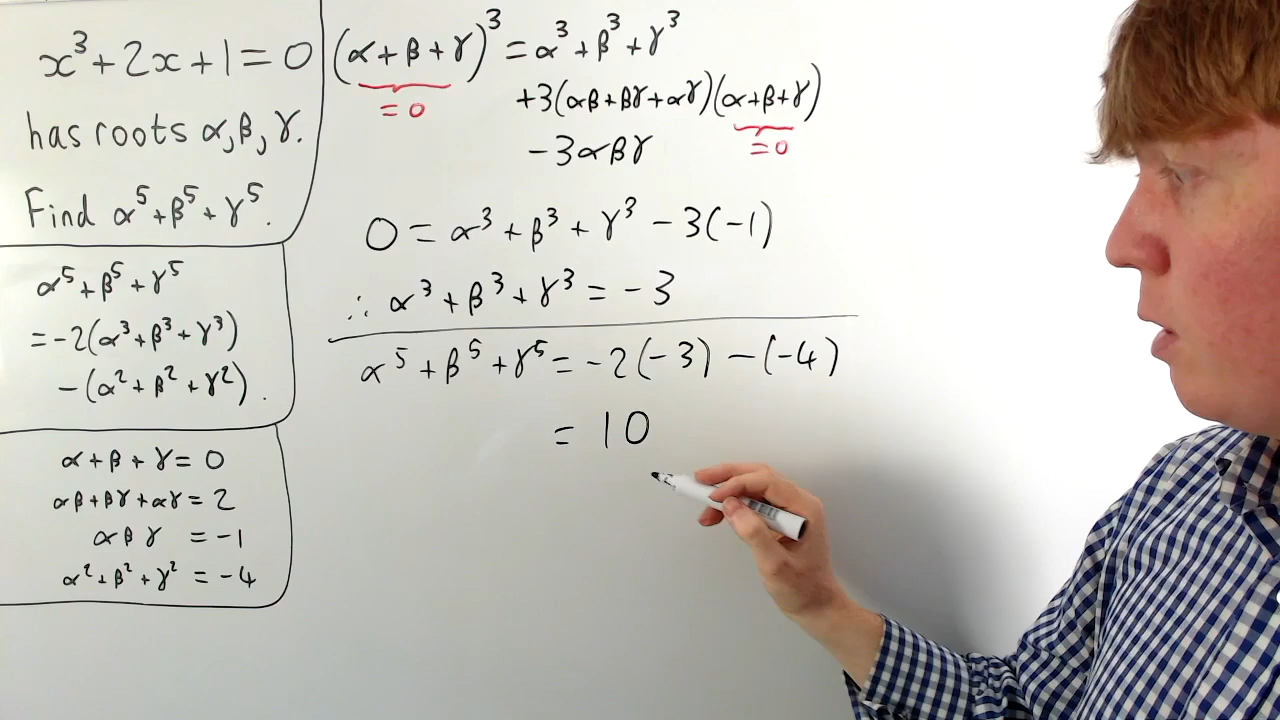 x³ + 2x + 1 = 0
has roots α, β, γ.
Find α⁵ + β⁵ + γ⁵.
α⁵ + β⁵ + γ⁵
= -2(α³ + β³ + γ³)
- (α² + β² + γ²).
α + β + γ = 0
αβ + βγ + αγ = 2
αβγ = -1
α² + β² + γ² = -4
(α + β + γ)³ = α³ + β³ + γ³
= 0
+3(αβ + βγ + αγ)(α + β + γ)
= 0
- 3αβγ
0 = α³ + β³ + γ³ - 3(-1)
∴ α³ + β³ + γ³ = -3
α⁵ + β⁵ + γ⁵ = -2(-3) - (-4)
= 10